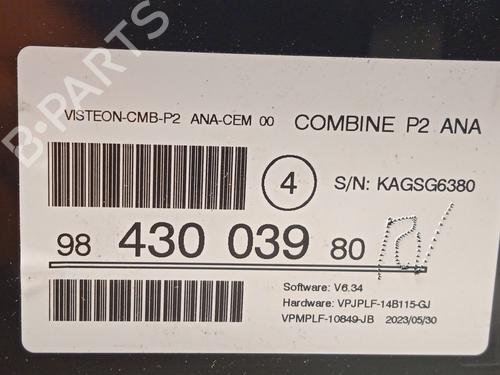 VISTEON-CMB-P2 ANA-CEM 00 COMBINE P2 ANA
4 S/N: KAGSG6380
98 430 039 80
Software: V6.34
Hardware: VPJPLF-14B115-GJ
VPMPLF-10849-JB 2023/05/30
B-PARTS